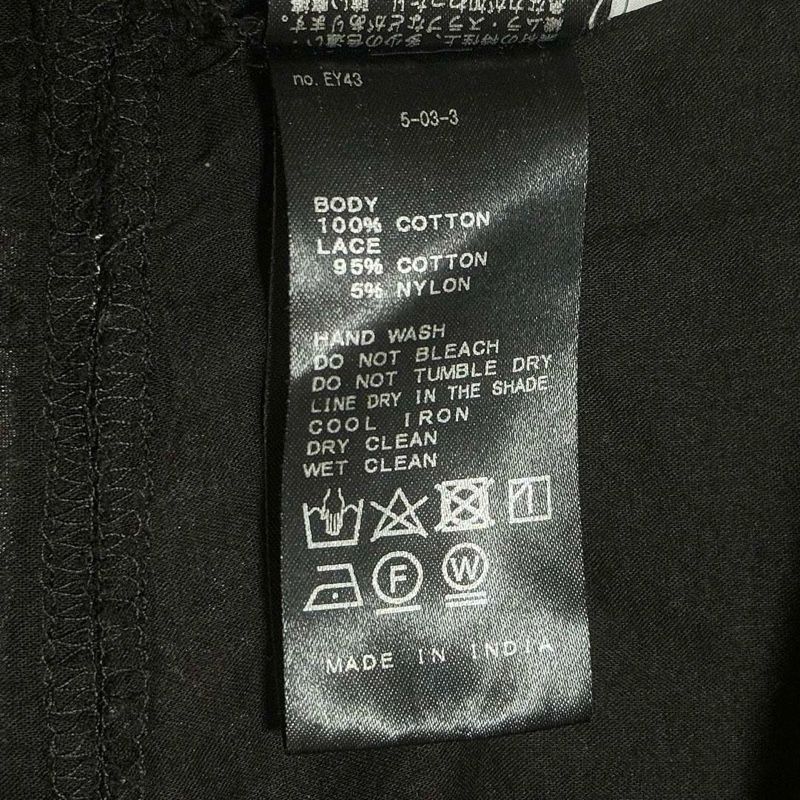 no. EY43
5-03-3
BODY
100% COTTON
LACE
95% COTTON
5% NYLON
HAND WASH
DO NOT BLEACH
DO NOT TUMBLE DRY
LINE DRY IN THE SHADE
COOL IRON
DRY CLEAN
WET CLEAN
F
W
MADE IN INDIA